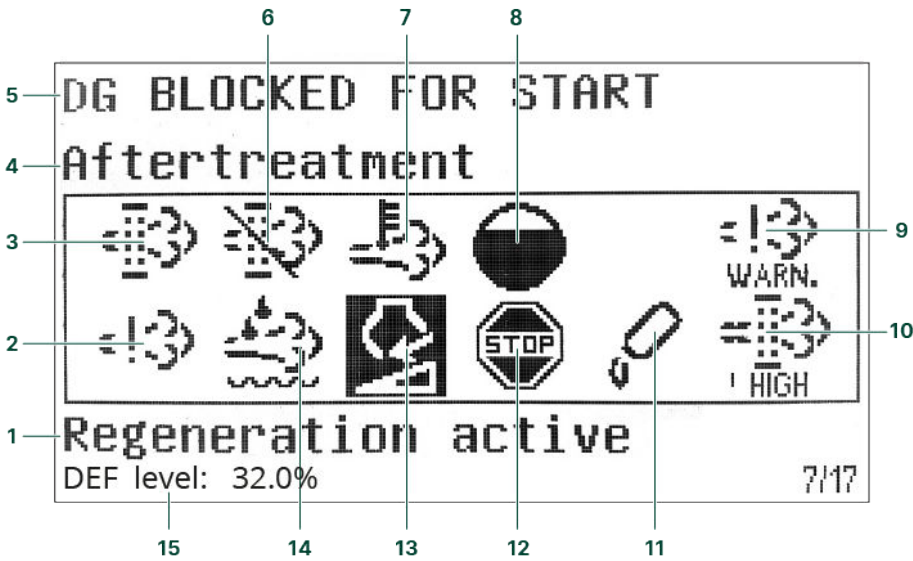 6 7 8
5 DG BLOCKED FOR START
4 Aftertreatment
3 9
WARN.
2 STOP 10
! HIGH
11
1 Regeneration active
DEF level: 32.0% 7/17
15 14 13 12 11